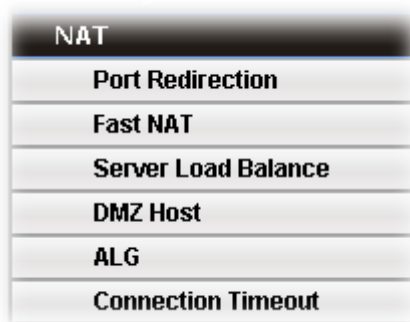 NAT
Port Redirection
Fast NAT
Server Load Balance
DMZ Host
ALG
Connection Timeout